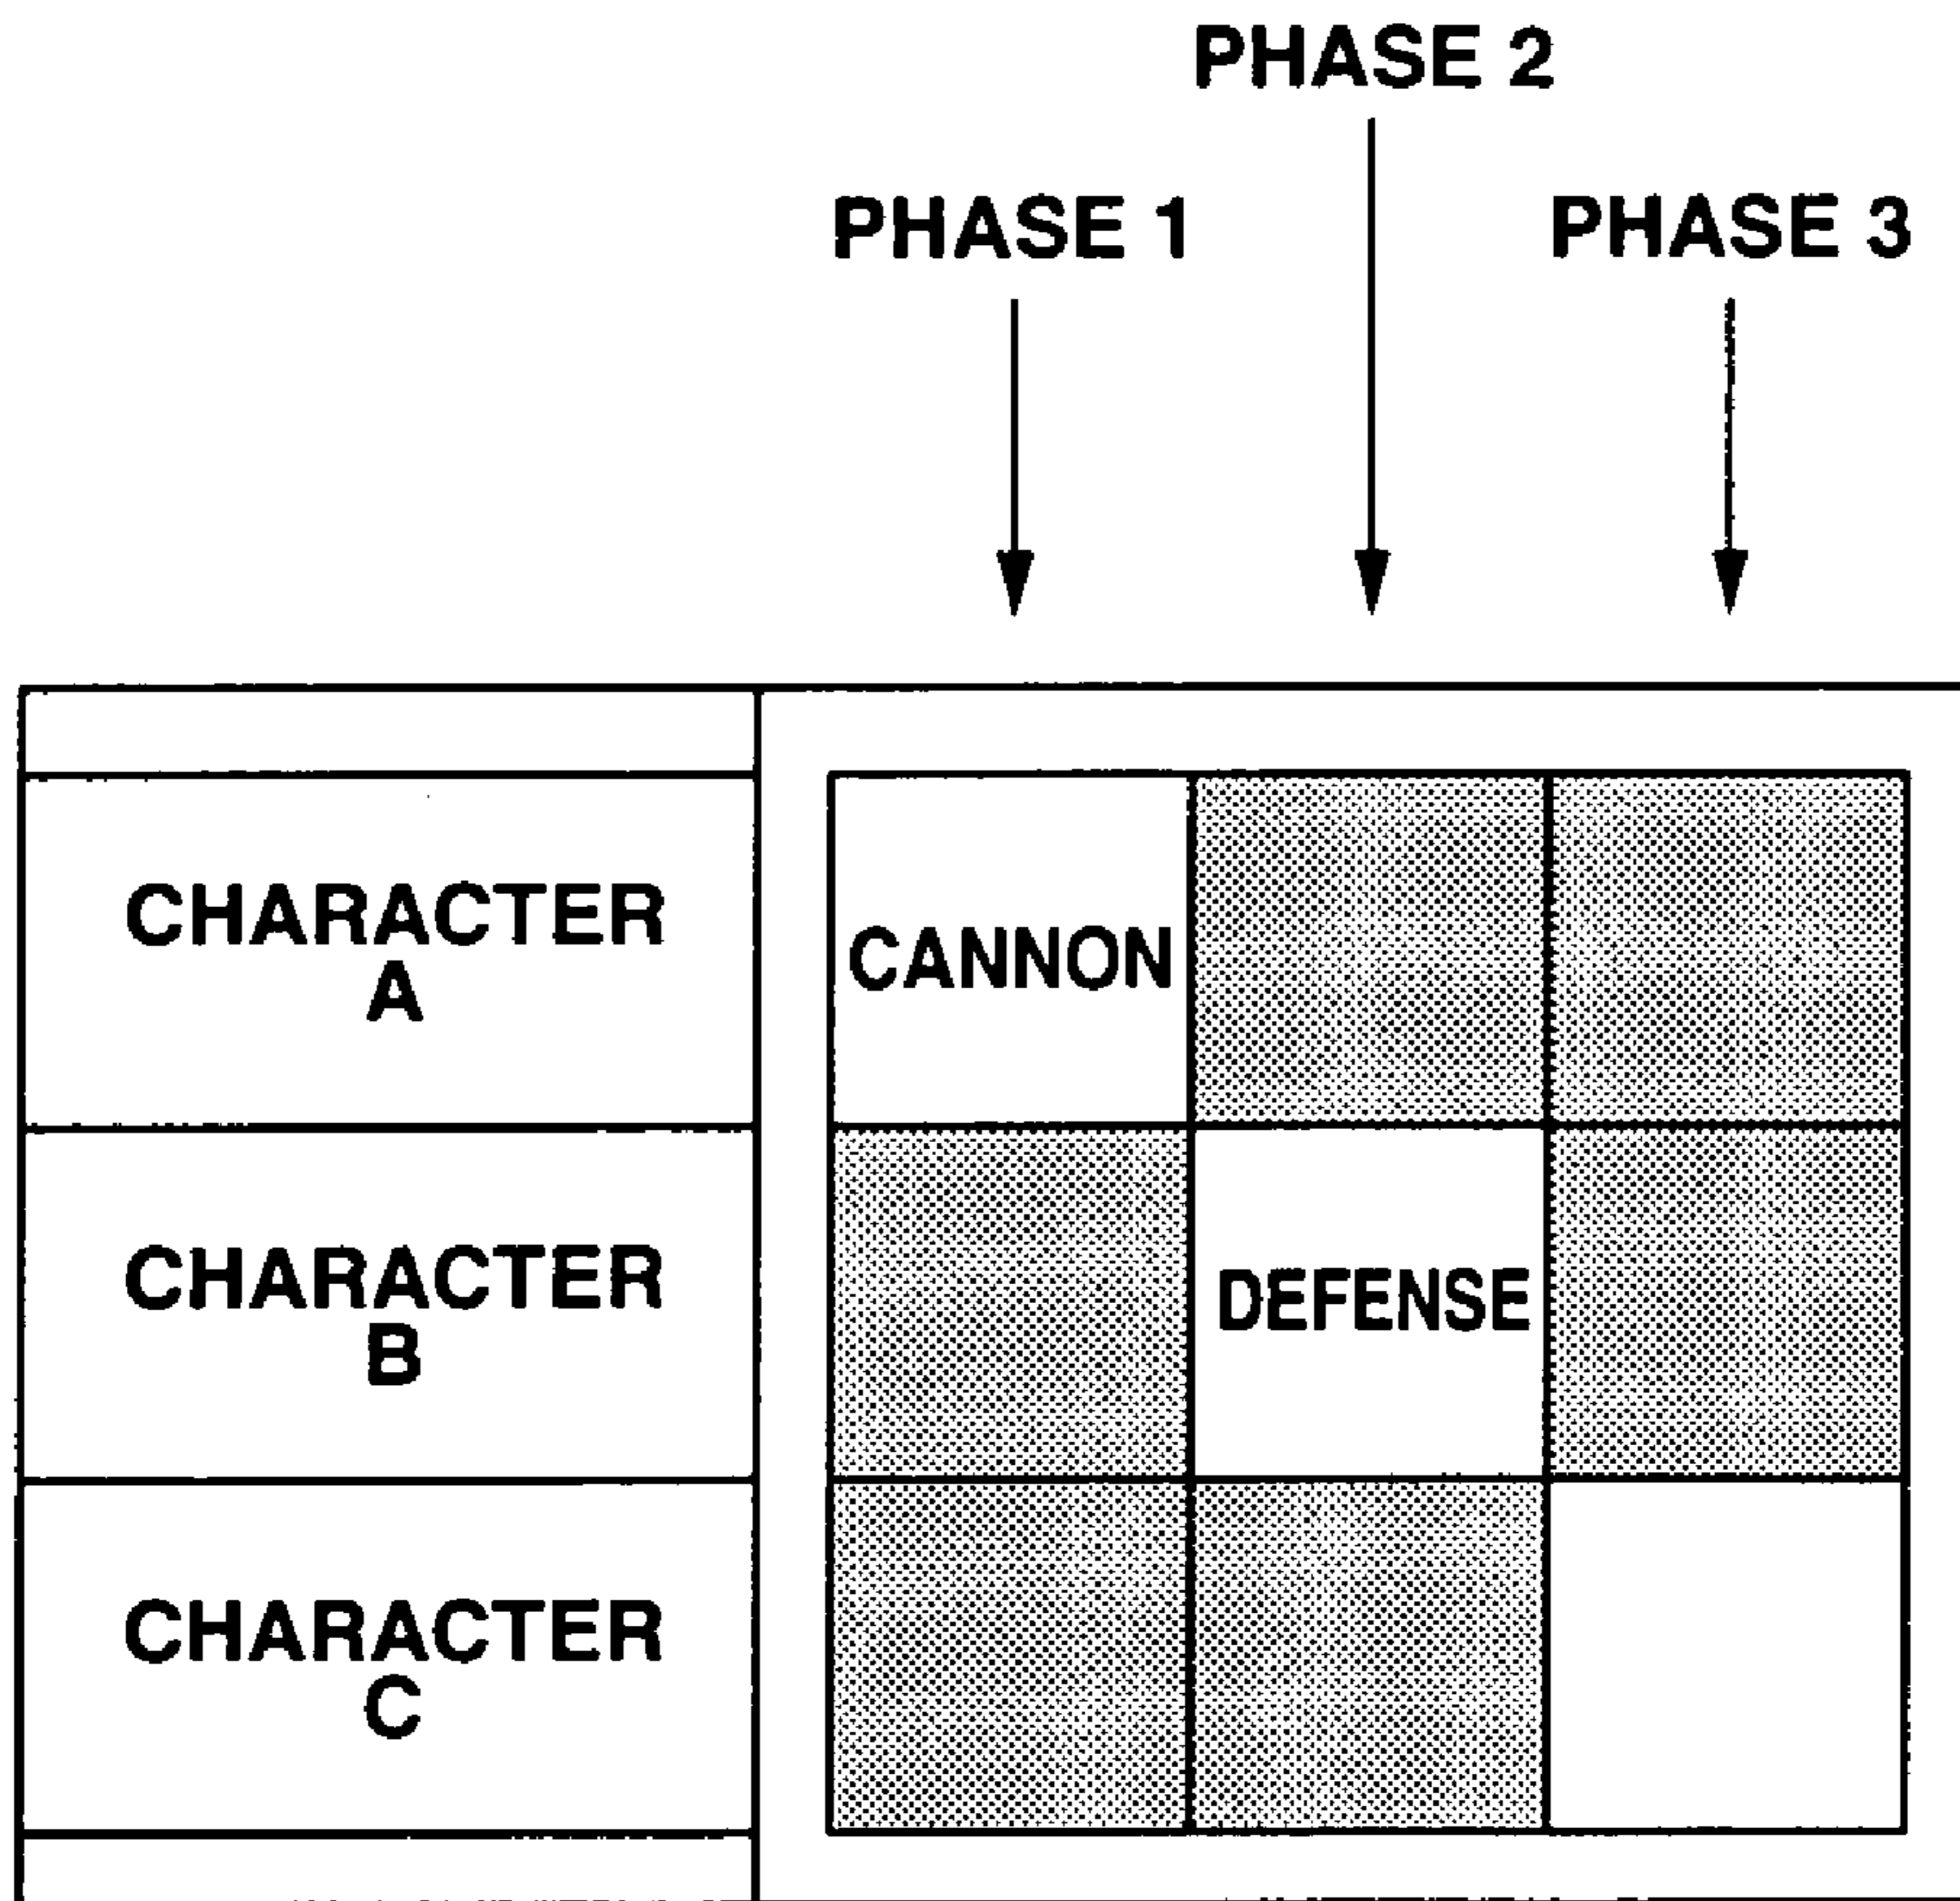 PHASE 2
PHASE 1
PHASE 3
CHARACTER
A
CANNON
CHARACTER
B
DEFENSE
CHARACTER
C